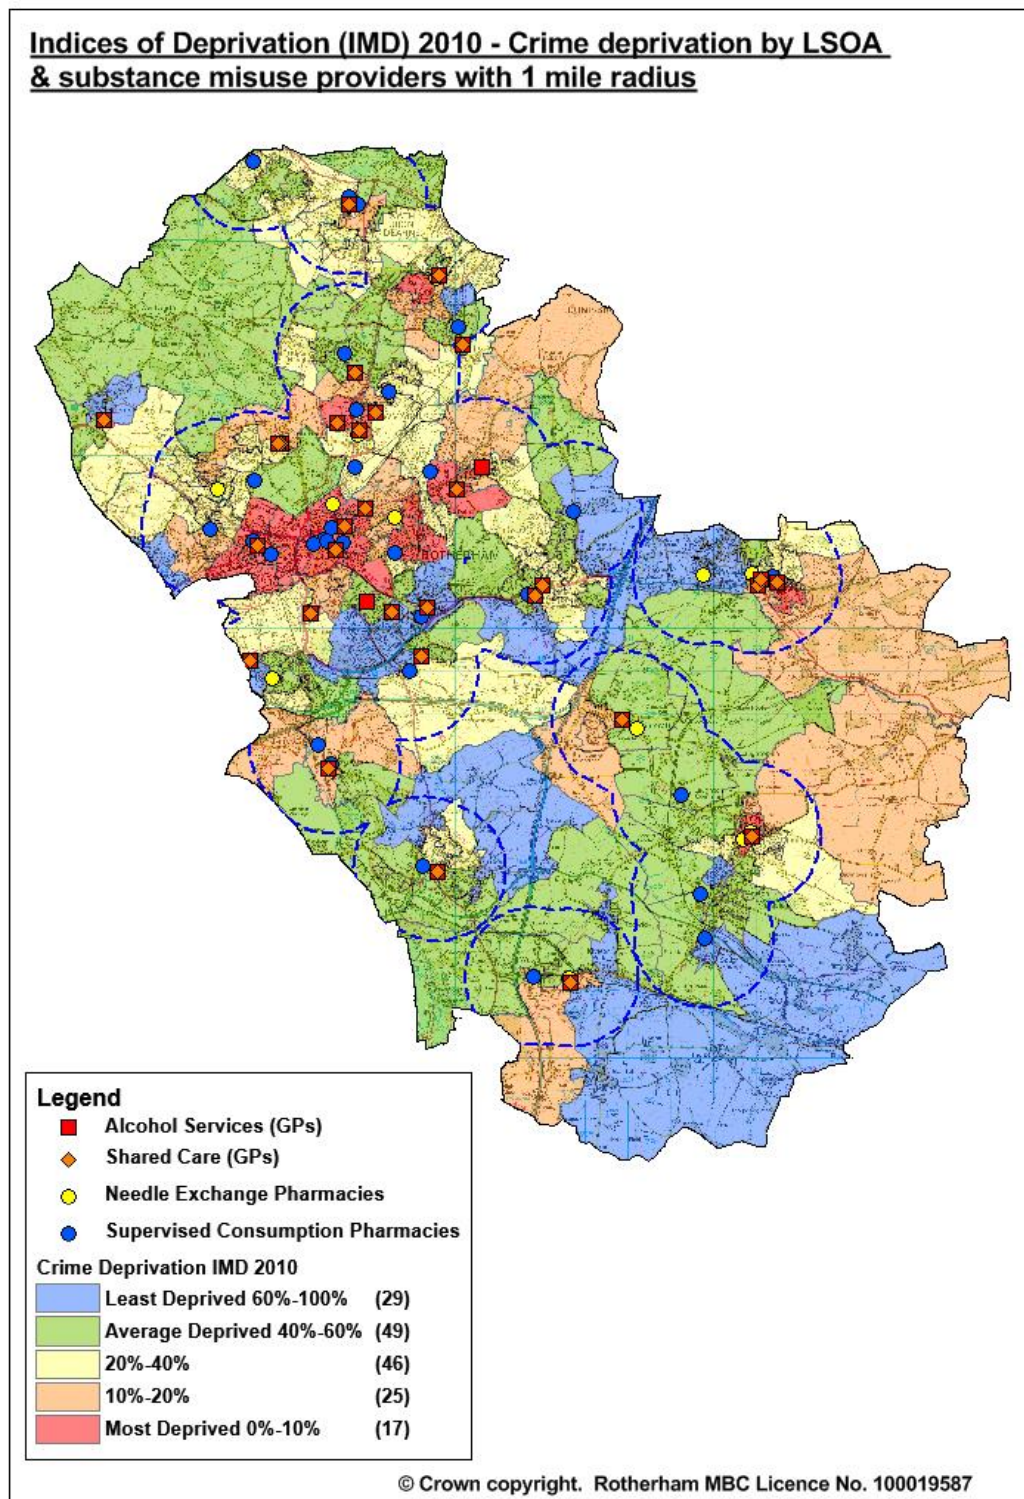 Indices of Deprivation (IMD) 2010 - Crime deprivation by LSOA
& substance misuse providers with 1 mile radius
ROTHERHAM
Legend
Alcohol Services (GPs)
Shared Care (GPs)
Needle Exchange Pharmacies
Supervised Consumption Pharmacies
Crime Deprivation IMD 2010
Least Deprived 60%-100% (29)
Average Deprived 40%-60% (49)
20%-40% (46)
10%-20% (25)
Most Deprived 0%-10% (17)
© Crown copyright. Rotherham MBC Licence No. 100019587